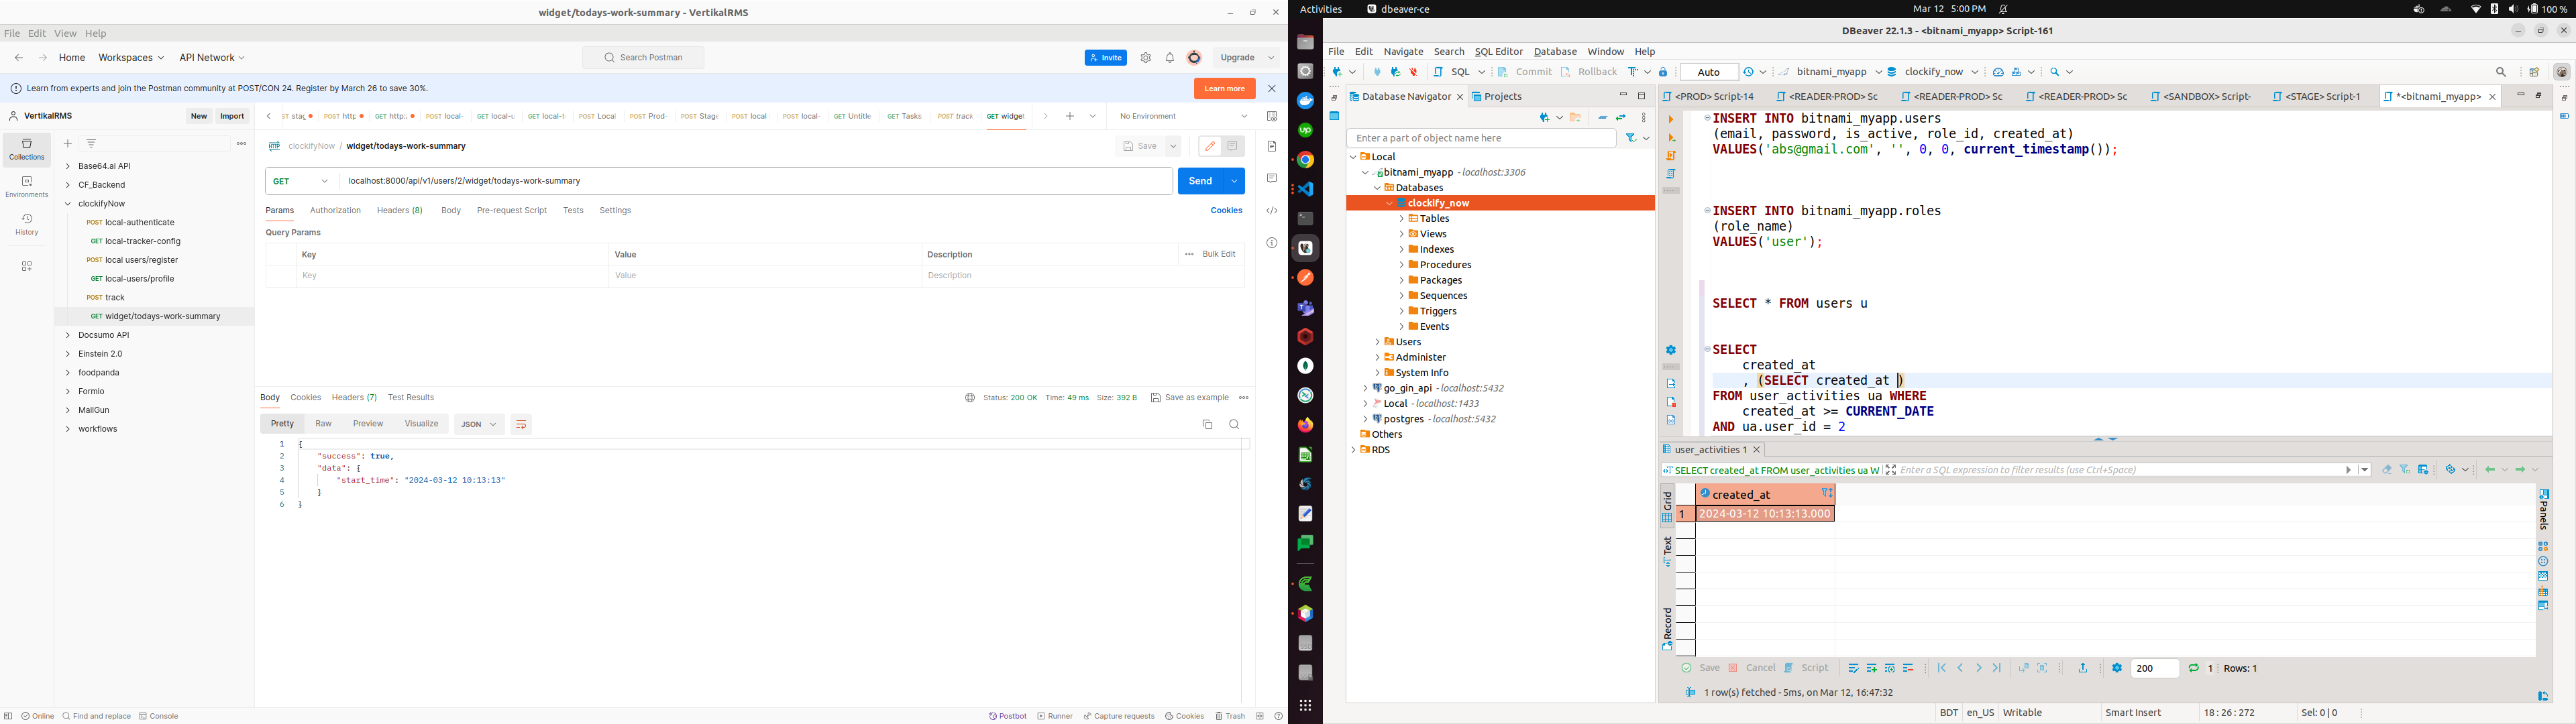 widget/todays-work-summary - VertikalRMS
File Edit View Help
Home Workspaces API Network
Search Postman
Invite
Upgrade
Learn from experts and join the Postman community at POST/CON 24. Register by March 26 to save 30%.
Learn more
VertikalRMS
New Import
Collections
Environments
History
Base64.ai API
CF_Backend
clockifyNow
POST local-authenticate
GET local-tracker-config
POST local users/register
GET local-users/profile
POST track
GET widget/todays-work-summary
Docsumo API
Einstein 2.0
foodpanda
Formio
MailGun
workflows
POST http
GET http
POST local-
GET local-u
GET local-t
POST Local
POST Prod-
POST Stage
POST local
POST local-
GET Untitle
GET Tasks
POST track
GET widget
No Environment
clockifyNow / widget/todays-work-summary
Save
GET
localhost:8000/api/v1/users/2/widget/todays-work-summary
Send
Params Authorization Headers (8) Body Pre-request Script Tests Settings
Cookies
Query Params
Key Value Description
Bulk Edit
Key Value Description
Body Cookies Headers (7) Test Results
Status: 200 OK Time: 49 ms Size: 392 B
Save as example
Pretty Raw Preview Visualize JSON
1 {
2 "success": true,
3 "data": {
4 "start_time": "2024-03-12 10:13:13"
5 }
6 }
Online Find and replace Console
Postbot Runner Capture requests Cookies Trash
Activities
dbeaver-ce
Mar 12 5:00 PM
100 %
DBeaver 22.1.3 - <bitnami_myapp> Script-161
File Edit Navigate Search SQL Editor Database Window Help
SQL Commit Rollback
Auto
bitnami_myapp
clockify_now
Database Navigator
Projects
Enter a part of object name here
Local
bitnami_myapp - localhost:3306
Databases
clockify_now
Tables
Views
Indexes
Procedures
Packages
Sequences
Triggers
Events
Users
Administer
System Info
go_gin_api - localhost:5432
Local - localhost:1433
postgres - localhost:5432
Others
RDS
<PROD> Script-14
<READER-PROD> Sc
<READER-PROD> Sc
<READER-PROD> Sc
<SANDBOX> Script-
<STAGE> Script-1
*<bitnami_myapp>
INSERT INTO bitnami_myapp.users
(email, password, is_active, role_id, created_at)
VALUES('abs@gmail.com', '', 0, 0, current_timestamp());
INSERT INTO bitnami_myapp.roles
(role_name)
VALUES('user');
SELECT * FROM users u
SELECT
created_at
, (SELECT created_at )
FROM user_activities ua WHERE
created_at >= CURRENT_DATE
AND ua.user_id = 2
user_activities 1
SELECT created_at FROM user_activities ua W
Enter a SQL expression to filter results (use Ctrl+Space)
Grid
Text
Record
Panels
created_at
1 2024-03-12 10:13:13.000
Save Cancel Script
200
1 Rows: 1
1 row(s) fetched - 5ms, on Mar 12, 16:47:32
BDT en_US Writable Smart Insert 18 : 26 : 272 Sel: 0 | 0